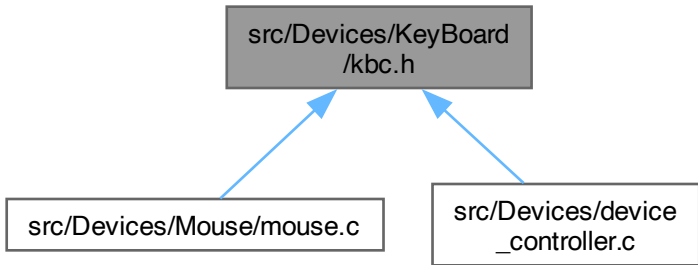 src/Devices/KeyBoard
/kbc.h
src/Devices/Mouse/mouse.c
src/Devices/device
_controller.c